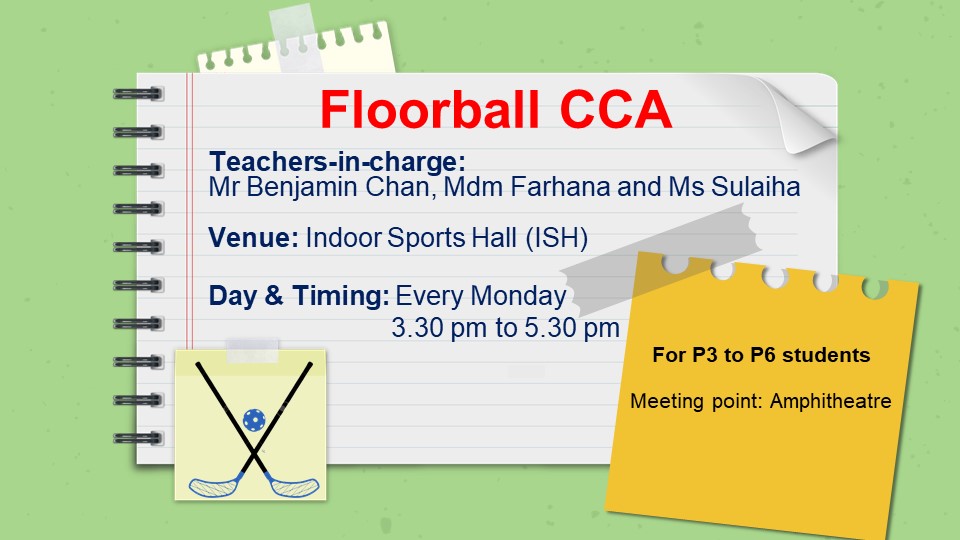 Floorball CCA
Teachers-in-charge:
Mr Benjamin Chan, Mdm Farhana and Ms Sulaiha
Venue: Indoor Sports Hall (ISH)
Day & Timing: Every Monday
3.30 pm to 5.30 pm
For P3 to P6 students
Meeting point: Amphitheatre